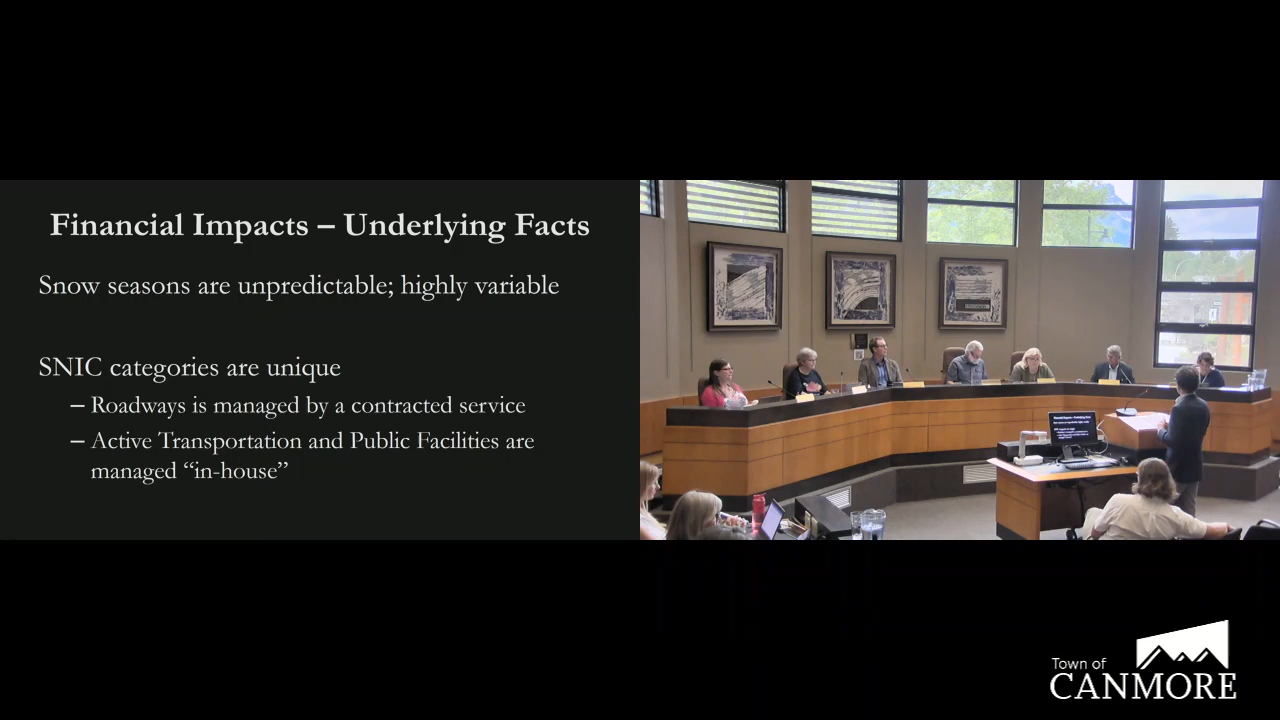 Financial Impacts – Underlying Facts
Snow seasons are unpredictable; highly variable
SNIC categories are unique
– Roadways is managed by a contracted service
– Active Transportation and Public Facilities are
managed “in-house”
Town of
CANMORE